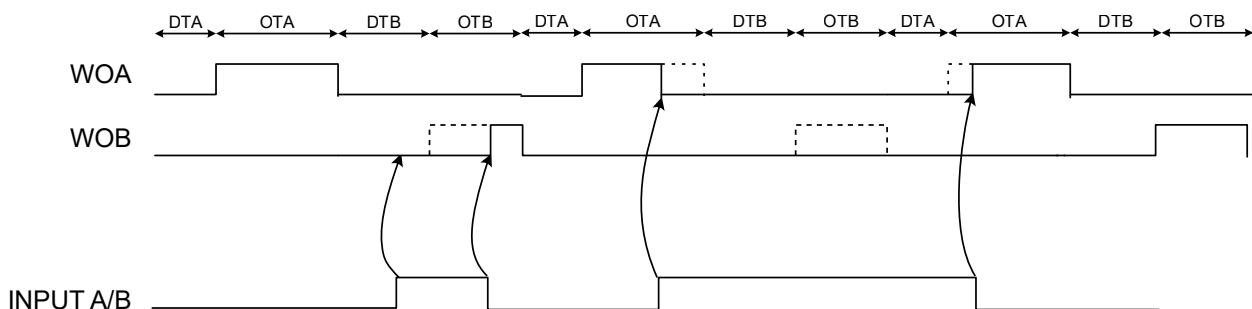 DTA OTA DTB OTB DTA OTA DTB OTB DTA OTA DTB OTB
WOA
WOB
INPUT A/B